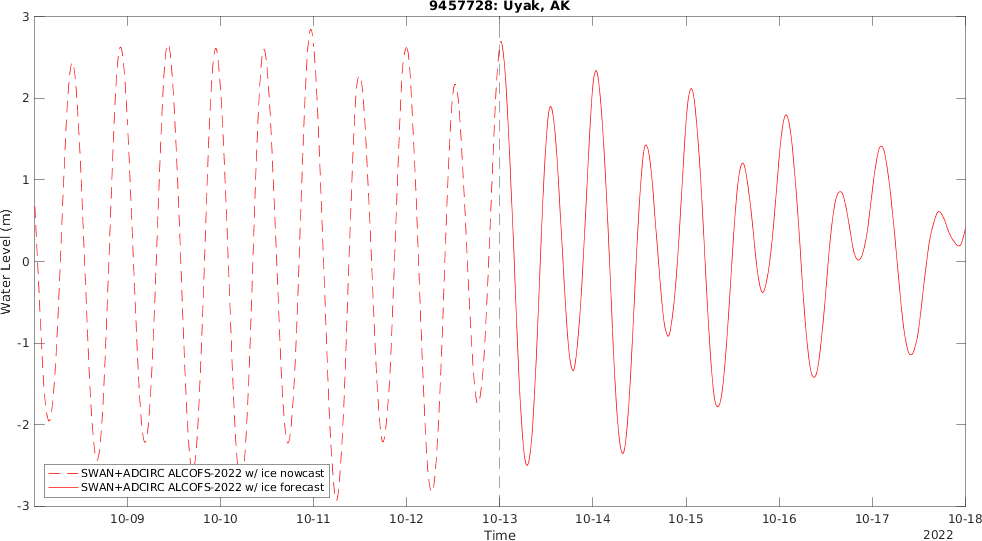 9457728: Uyak, AK
Water Level (m)
3
2
1
0
-1
-2
-3
SWAN+ADCIRC ALCOFS-2022 w/ ice nowcast
SWAN+ADCIRC ALCOFS-2022 w/ ice forecast
10-09 10-10 10-11 10-12 10-13 10-14 10-15 10-16 10-17 10-18
Time
2022